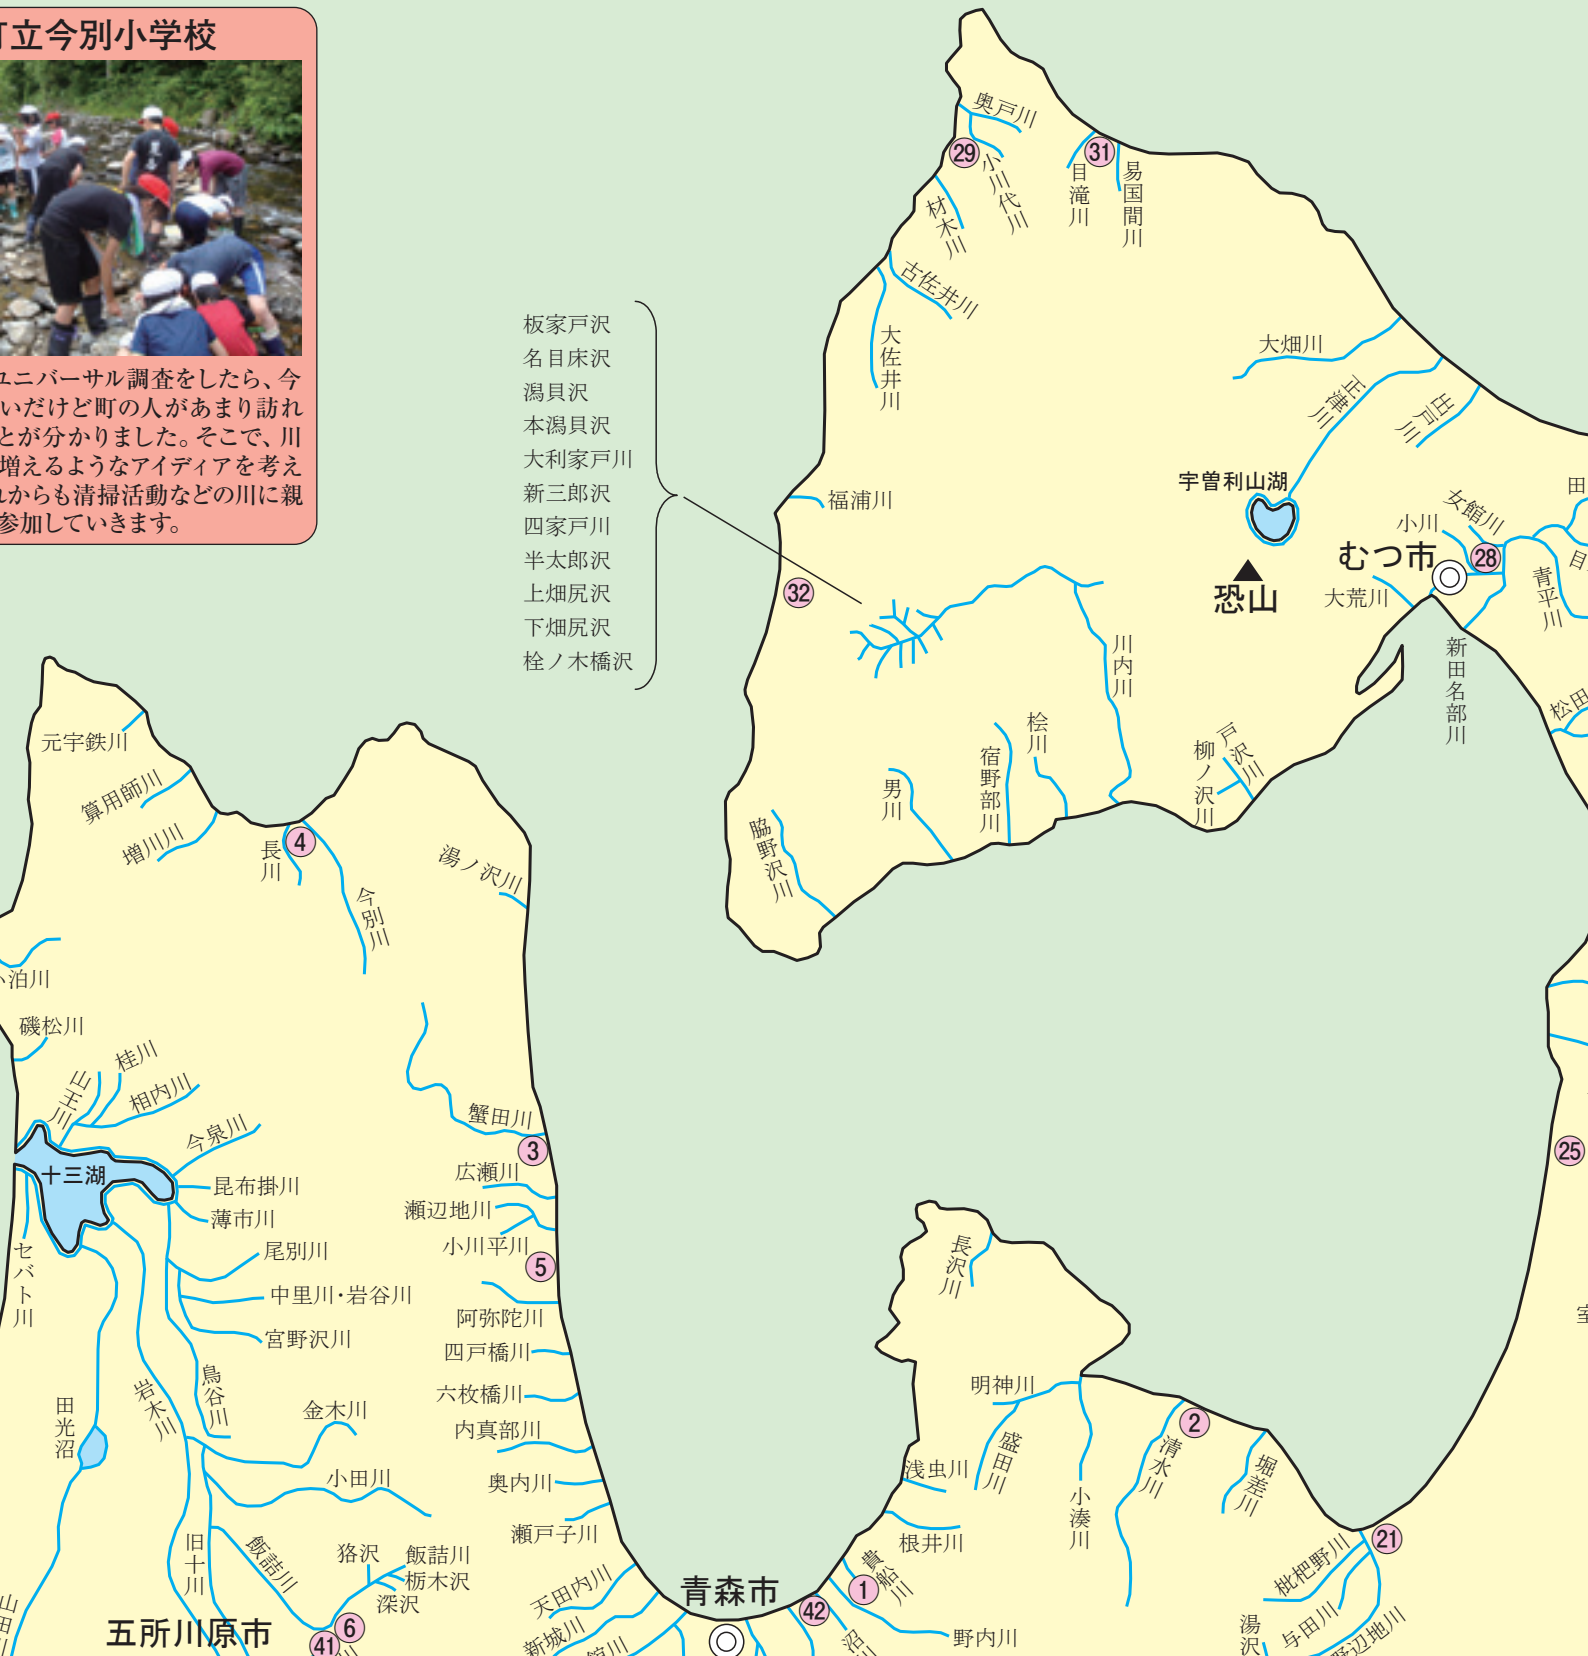 町立今別小学校
ユニバーサル調査をしたら、今
いだけど町の人があまり訪れ
とが分かりました。そこで、川
増えるようなアイディアを考え
れからも清掃活動などの川に親
参加していきます。
奥戸川
29
小川代川
31
目滝川
易国間川
材木川
古佐井川
大佐井川
板家戸沢
名目床沢
潟貝沢
本潟貝沢
大利家戸川
新三郎沢
四家戸川
半太郎沢
上畑尻沢
下畑尻沢
栓ノ木橋沢
大畑川
正津川
出戸川
宇曽利山湖
福浦川
32
恐山
むつ市
小川
女館川
28
田
目
青平川
大荒川
新田名部川
松田
川内川
桧川
宿野部川
男川
脇野沢川
戸沢川
柳ノ沢川
元宇鉄川
算用師川
増川川
長川
4
今別川
湯ノ沢川
泊川
磯松川
山王川
桂川
相内川
今泉川
十三湖
昆布掛川
薄市川
尾別川
中里川・岩谷川
宮野沢川
セバト川
鳥谷川
岩木川
田光沼
金木川
小田川
旧十川
飯詰川
狢沢
飯詰川
栃木沢
深沢
6
41
川
五所川原市
山田川
蟹田川
3
広瀬川
瀬辺地川
小川平川
5
阿弥陀川
四戸橋川
六枚橋川
内真部川
奥内川
瀬戸子川
天田内川
新城川
館川
青森市
42
沼
1
貴船川
野内川
根井川
浅虫川
長沢川
明神川
盛田川
小湊川
2
清水川
堀差川
21
枇杷野川
与田川
野辺地川
湯沢
25